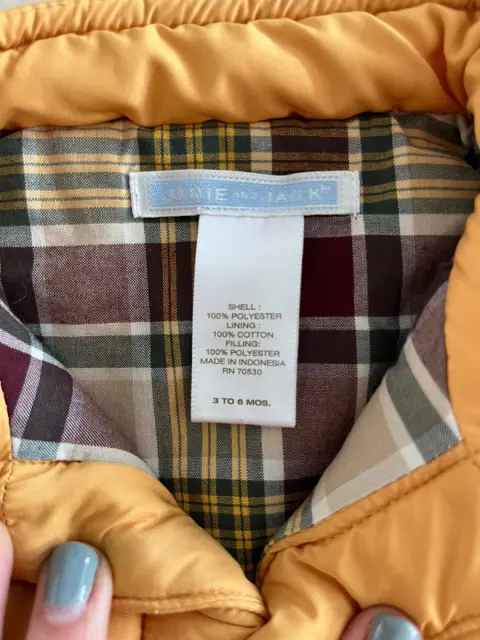 JANIE AND JACK™
SHELL :
100% POLYESTER
LINING :
100% COTTON
FILLING:
100% POLYESTER
MADE IN INDONESIA
RN 70530
3 TO 6 MOS.